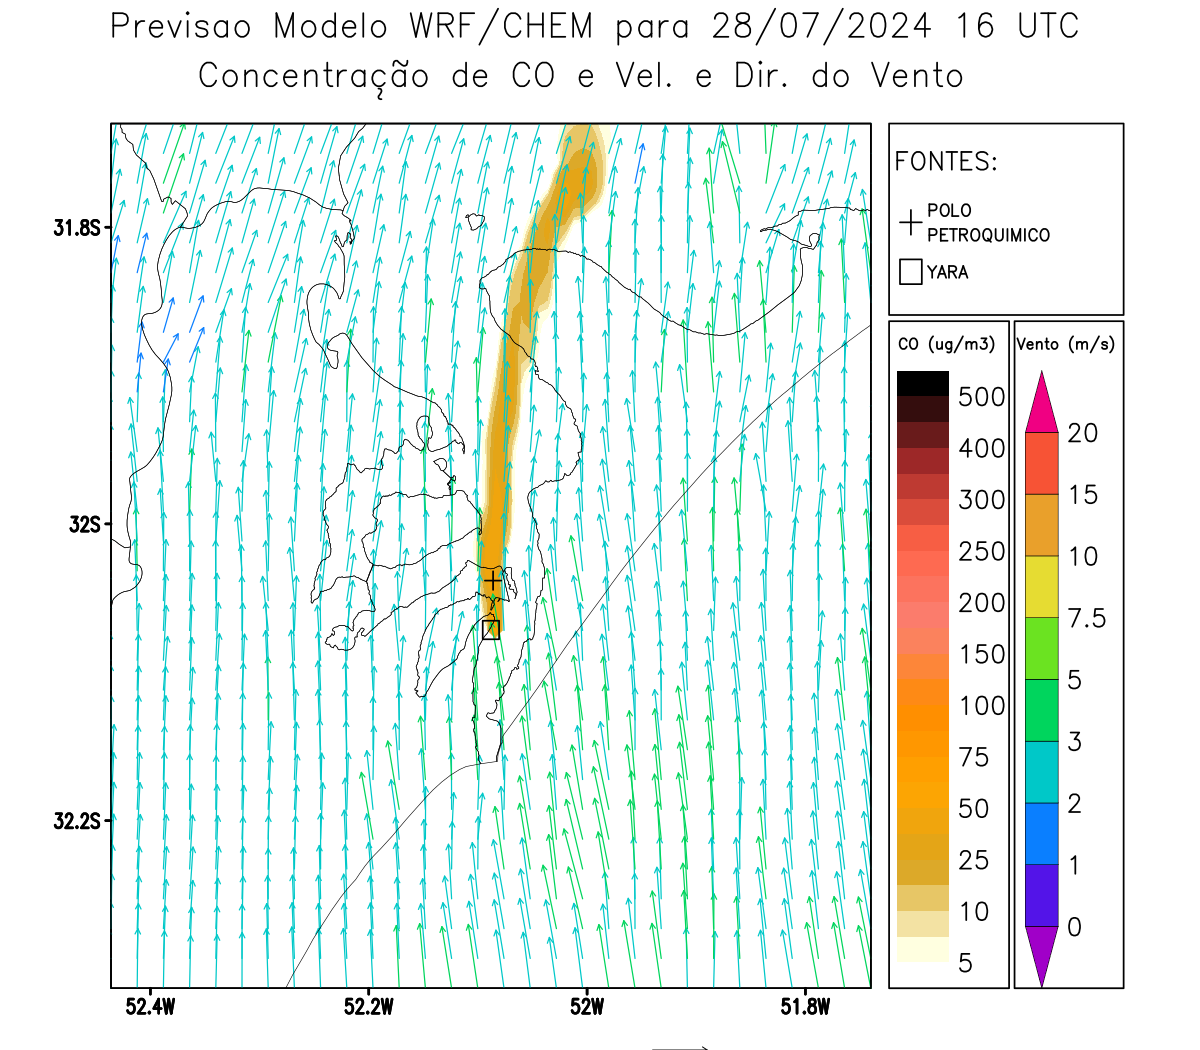 Previsao Modelo WRF/CHEM para 28/07/2024 16 UTC
Concentração de CO e Vel. e Dir. do Vento
FONTES:
POLO
PETROQUIMICO
YARA
CO (ug/m3)
500
400
300
250
200
150
100
75
50
25
10
5
Vento (m/s)
20
15
10
7.5
5
3
2
1
0
31.8S
32S
32.2S
52.4W
52.2W
52W
51.8W